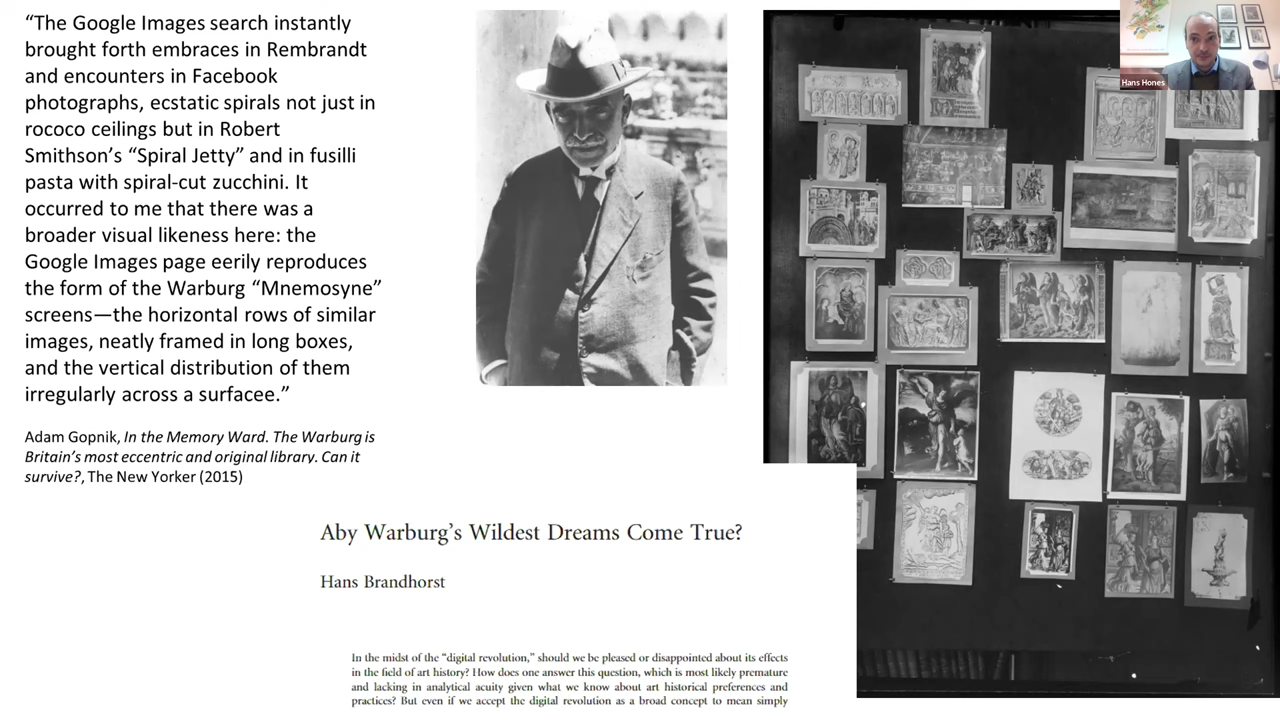 “The Google Images search instantly
brought forth embraces in Rembrandt
and encounters in Facebook
photographs, ecstatic spirals not just in
rococo ceilings but in Robert
Smithson’s “Spiral Jetty” and in fusilli
pasta with spiral-cut zucchini. It
occurred to me that there was a
broader visual likeness here: the
Google Images page eerily reproduces
the form of the Warburg “Mnemosyne”
screens—the horizontal rows of similar
images, neatly framed in long boxes,
and the vertical distribution of them
irregularly across a surfacee.”
Adam Gopnik, In the Memory Ward. The Warburg is
Britain’s most eccentric and original library. Can it
survive?, The New Yorker (2015)
Hans Hones
Aby Warburg’s Wildest Dreams Come True?
Hans Brandhorst
In the midst of the “digital revolution,” should we be pleased or disappointed about its effects
in the field of art history? How does one answer this question, which is most likely premature
and lacking in analytical acuity given what we know about art historical preferences and
practices? But even if we accept the digital revolution as a broad concept to mean simply